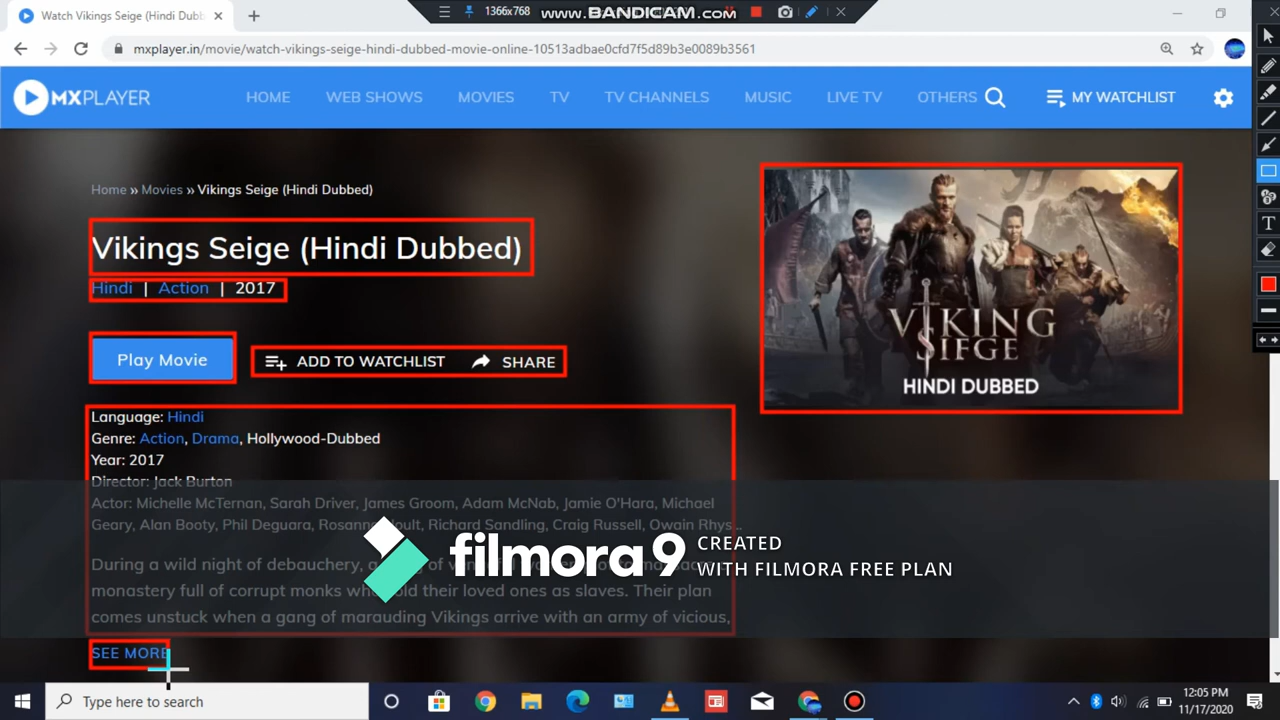 Watch Vikings Seige (Hindi Dubb
1366x768
www.BANDICAM.com
mxplayer.in/movie/watch-vikings-seige-hindi-dubbed-movie-online-10513adbae0cfd7f5d89b3e0089b3561
MXPLAYER
HOME
WEB SHOWS
MOVIES
TV
TV CHANNELS
MUSIC
LIVE TV
OTHERS
MY WATCHLIST
Home » Movies » Vikings Seige (Hindi Dubbed)
Vikings Seige (Hindi Dubbed)
Hindi | Action | 2017
Play Movie
ADD TO WATCHLIST
SHARE
VIKING
SIEGE
HINDI DUBBED
Language: Hindi
Genre: Action, Drama, Hollywood-Dubbed
Year: 2017
Director: Jack Burton
Actor: Michelle McTernan, Sarah Driver, James Groom, Adam McNab, Jamie O'Hara, Michael
Geary, Alan Booty, Phil Deguara, Richard Sandling, Craig Russell, Owain Rhys...
During a wild night of debauchery, of
monastery full of corrupt monks their loved ones as slaves. Their plan
comes unstuck when a gang of marauding Vikings arrive with an army of vicious,
filmora 9
CREATED
WITH FILMORA FREE PLAN
SEE MORE
T
Type here to search
12:05 PM
11/17/2020